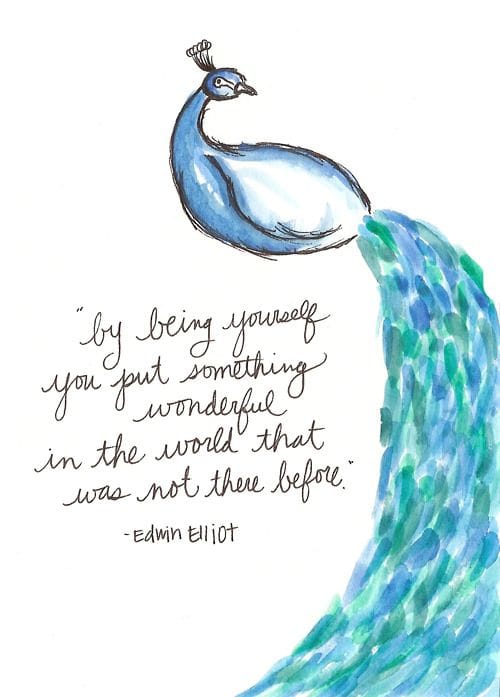 "by being yourself
you put something
wonderful
in the world that
was not there before."
-Edwin Elliot